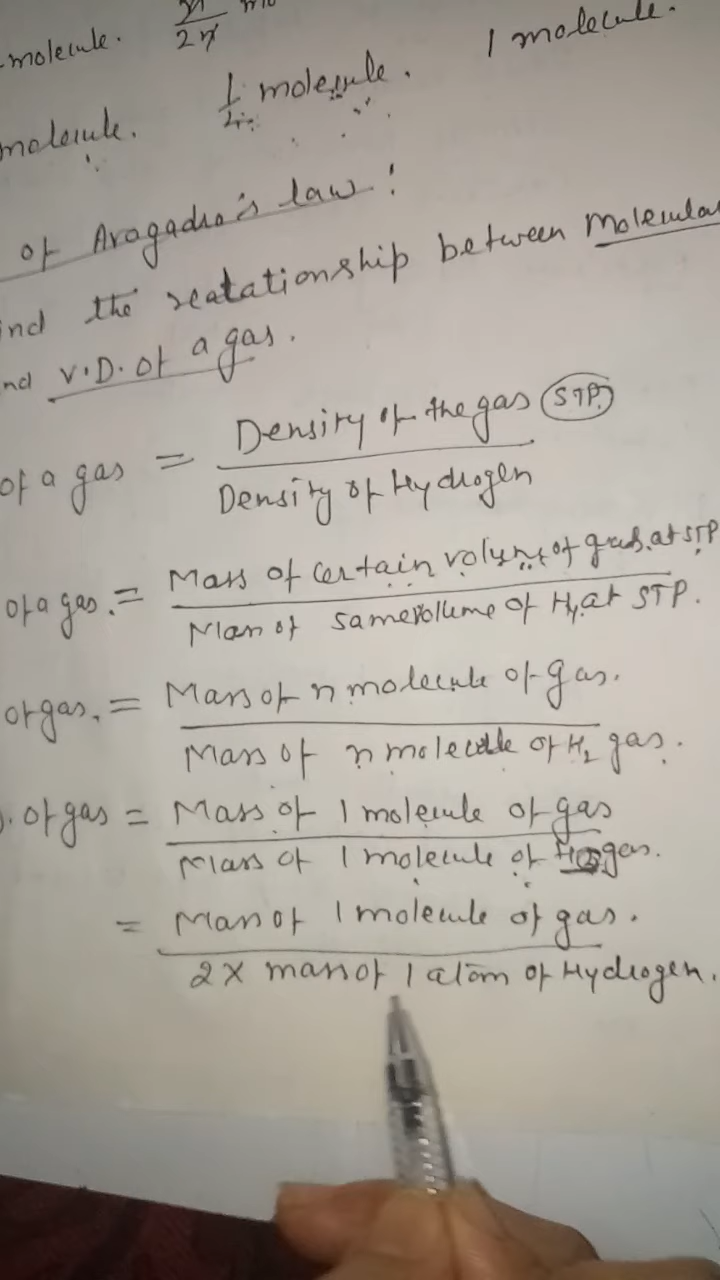 molecule. 2x
molecule. 1/2 molecule. 1 molecule.
of Avogadro's law:
the relationship between Molecular
V.D. of a gas.
of a gas = Density of the gas (STP)
Density of Hydrogen
of a gas. = Mass of certain volume of gas at STP
Mass of same volume of H2 at STP.
of gas. = Mass of n molecule of gas.
Mass of n molecule of H2 gas.
. of gas = Mass of 1 molecule of gas
Mass of 1 molecule of gas.
= Mass of 1 molecule of gas.
2 x mass of 1 atom of Hydrogen.